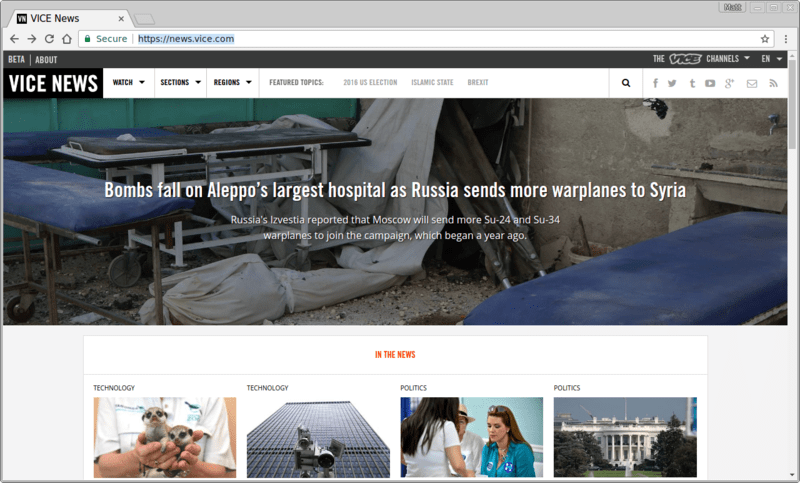 Matt
VN VICE News
Secure https://news.vice.com
BETA ABOUT
THE VICE CHANNELS EN
VICE NEWS
WATCH SECTIONS REGIONS FEATURED TOPICS: 2016 US ELECTION ISLAMIC STATE BREXIT
Bombs fall on Aleppo's largest hospital as Russia sends more warplanes to Syria
Russia's Izvestia reported that Moscow will send more Su-24 and Su-34
warplanes to join the campaign, which began a year ago.
IN THE NEWS
TECHNOLOGY TECHNOLOGY POLITICS POLITICS